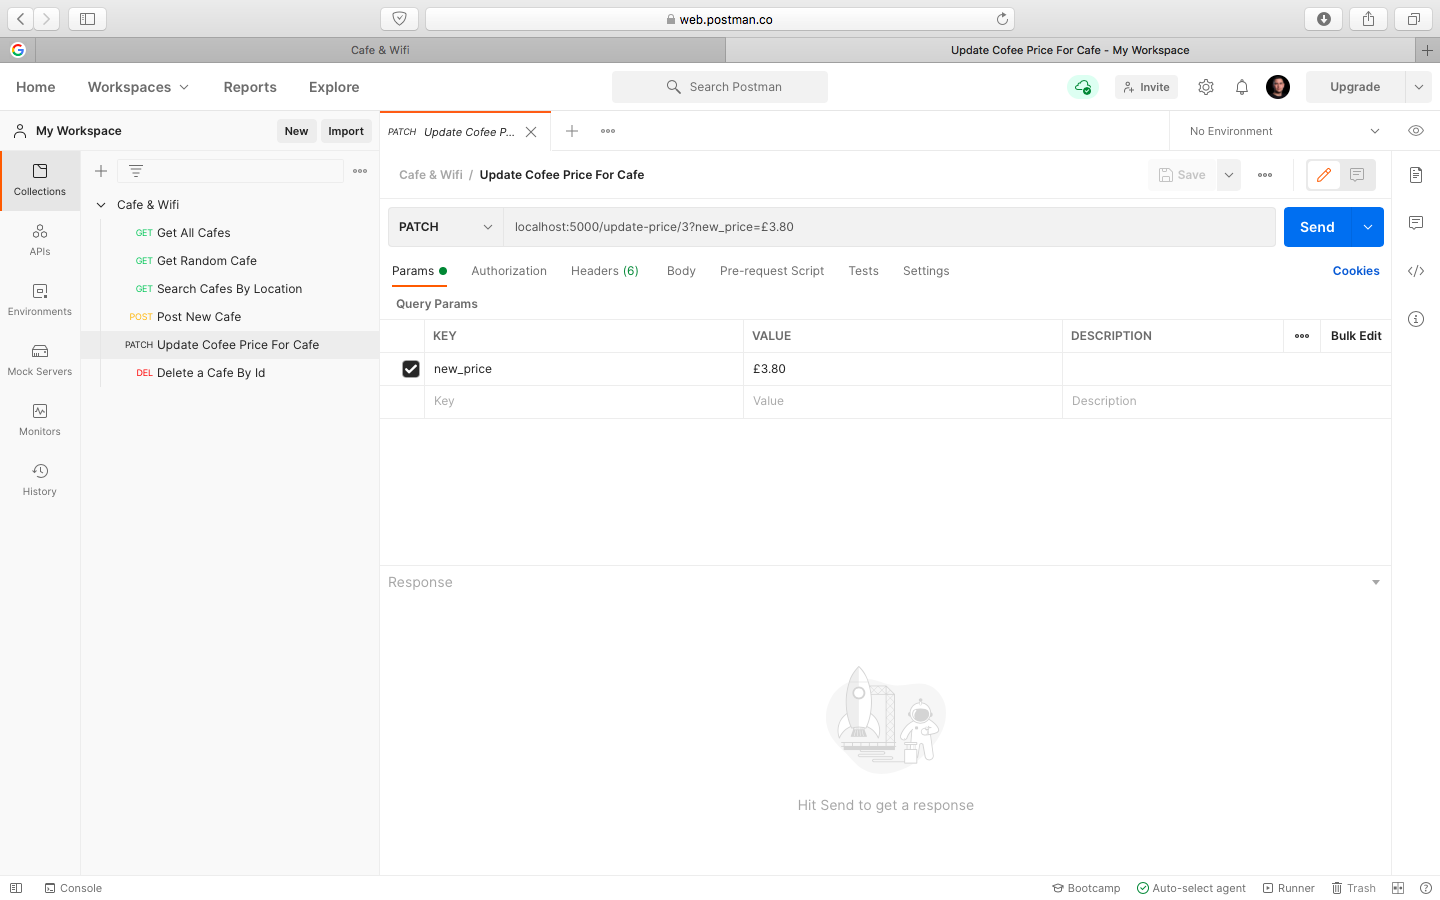 web.postman.co
Cafe & Wifi
Update Cofee Price For Cafe - My Workspace
Home
Workspaces
Reports
Explore
Search Postman
Invite
Upgrade
My Workspace
New
Import
PATCH Update Cofee P...
No Environment
Collections
APIs
Environments
Mock Servers
Monitors
History
Cafe & Wifi
GET Get All Cafes
GET Get Random Cafe
GET Search Cafes By Location
POST Post New Cafe
PATCH Update Cofee Price For Cafe
DEL Delete a Cafe By Id
Cafe & Wifi / Update Cofee Price For Cafe
Save
PATCH
localhost:5000/update-price/3?new_price=£3.80
Send
Params
Authorization
Headers (6)
Body
Pre-request Script
Tests
Settings
Cookies
Query Params
KEY
VALUE
DESCRIPTION
Bulk Edit
new_price
£3.80
Key
Value
Description
Response
Hit Send to get a response
Console
Bootcamp
Auto-select agent
Runner
Trash